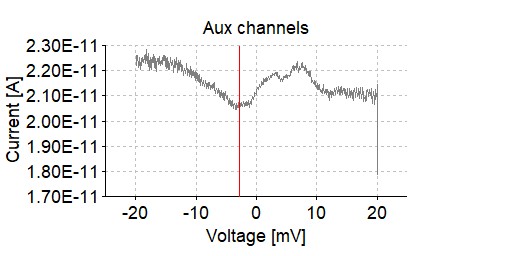 Aux channels
Current [A]
2.30E-11
2.20E-11
2.10E-11
2.00E-11
1.90E-11
1.80E-11
1.70E-11
-20 -10 0 10 20
Voltage [mV]